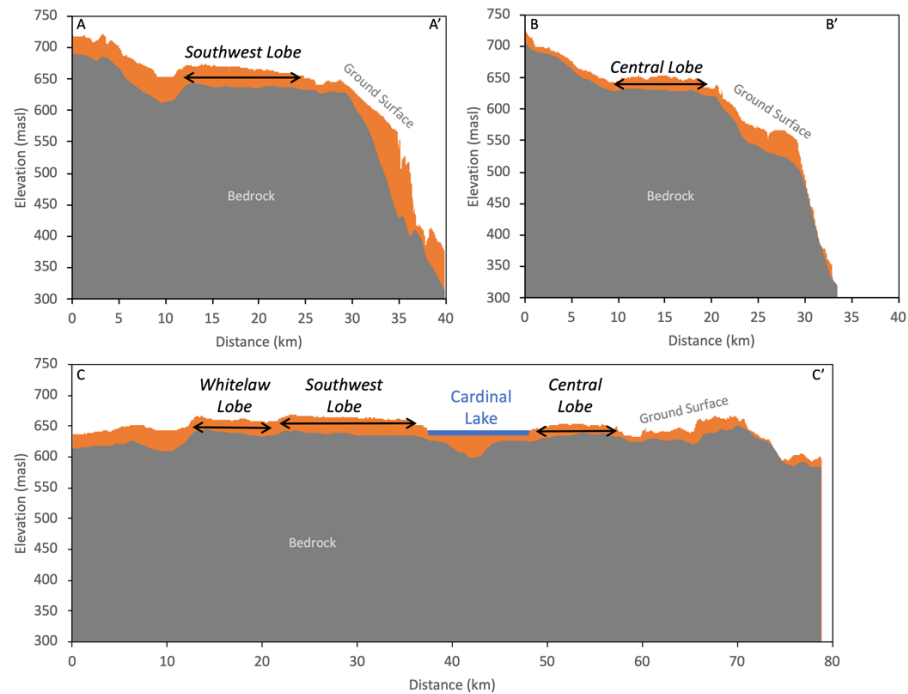 A
A’
Southwest Lobe
Ground Surface
Bedrock
Elevation (masl)
750
700
650
600
550
500
450
400
350
300
0 5 10 15 20 25 30 35 40
Distance (km)
B
B’
Central Lobe
Ground Surface
Bedrock
Elevation (masl)
750
700
650
600
550
500
450
400
350
300
0 5 10 15 20 25 30 35 40
Distance (km)
C
C’
Whitelaw
Lobe
Southwest
Lobe
Cardinal
Lake
Central
Lobe
Ground Surface
Bedrock
Elevation (masl)
750
700
650
600
550
500
450
400
350
300
0 10 20 30 40 50 60 70 80
Distance (km)